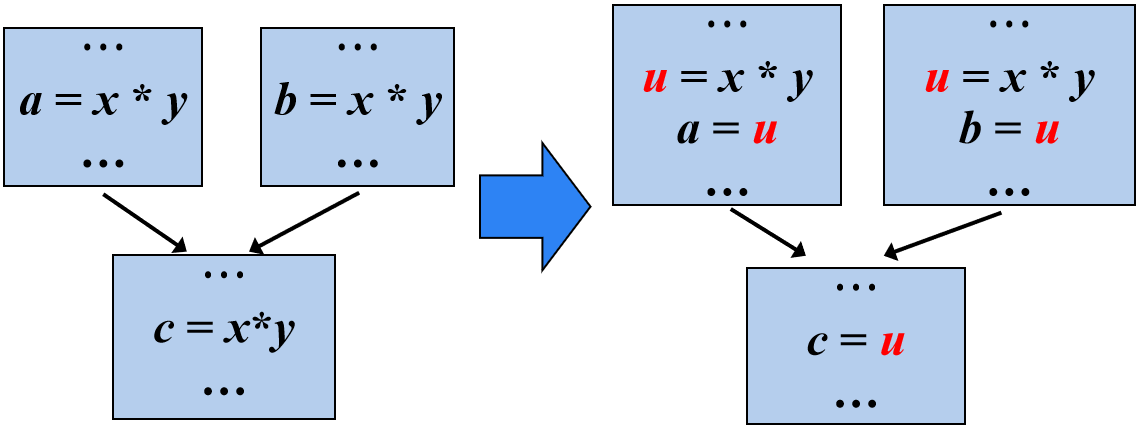 …
a = x * y
…
…
b = x * y
…
…
c = x*y
…
…
u = x * y
a = u
…
…
u = x * y
b = u
…
…
c = u
…